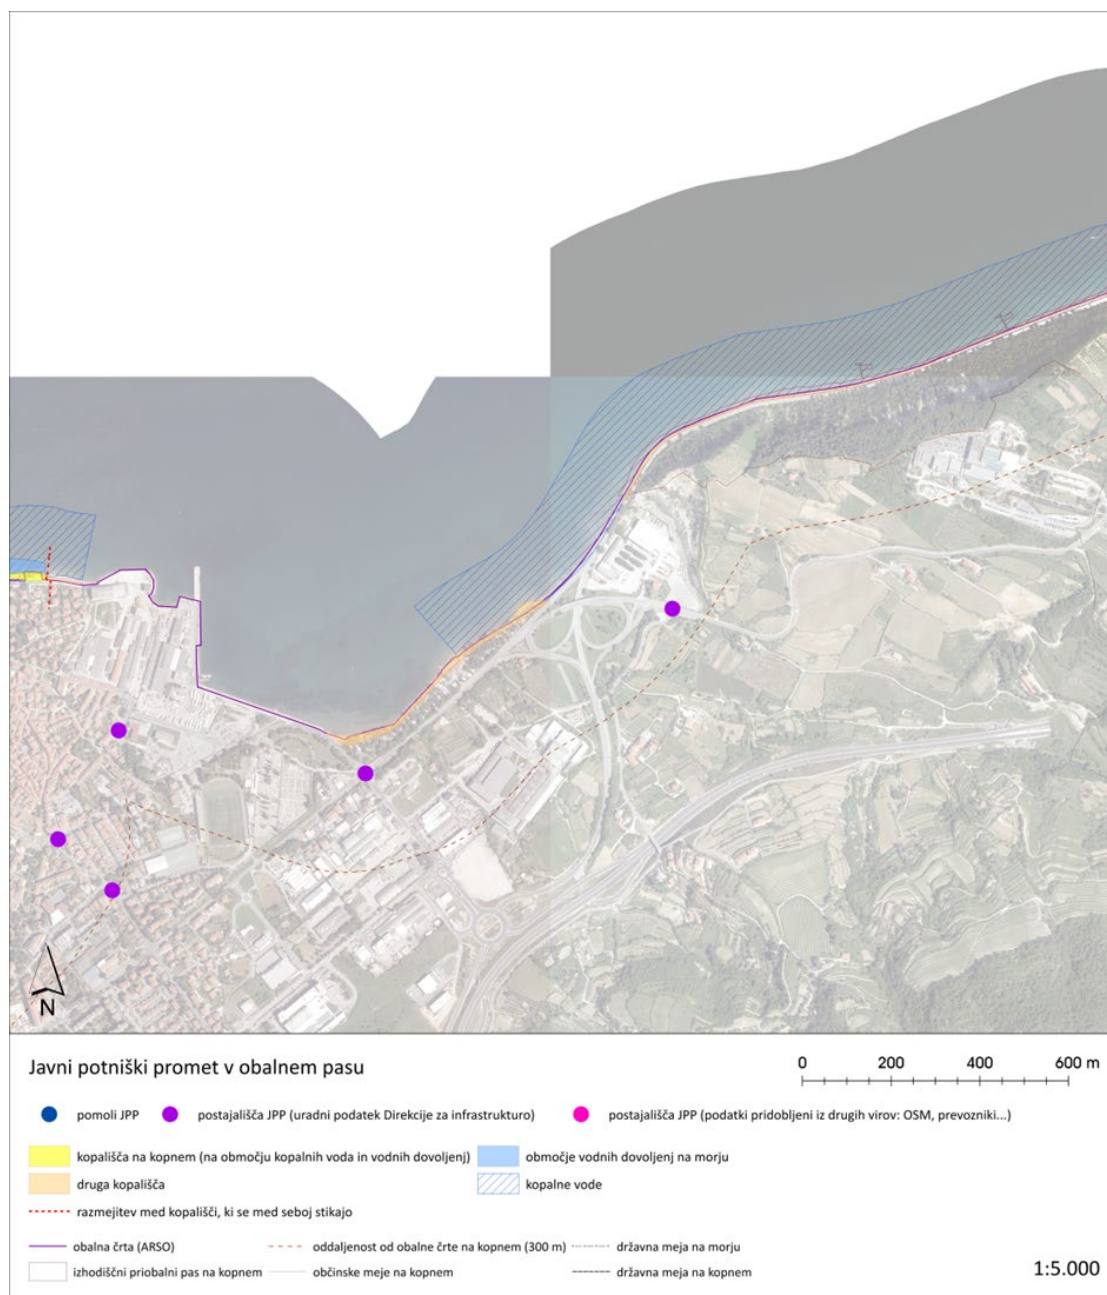 N
Javni potniški promet v obalnem pasu
0 200 400 600 m
pomoli JPP
postajališča JPP (uradni podatek Direkcije za infrastrukturo)
postajališča JPP (podatki pridobljeni iz drugih virov: OSM, prevozniki...)
kopališča na kopnem (na območju kopalnih voda in vodnih dovoljenj)
območje vodnih dovoljenj na morju
druga kopališča
kopalne vode
razmejitev med kopališči, ki se med seboj stikajo
obalna črta (ARSO)
oddaljenost od obalne črte na kopnem (300 m)
državna meja na morju
izhodiščni priobalni pas na kopnem
občinske meje na kopnem
državna meja na kopnem
1:5.000